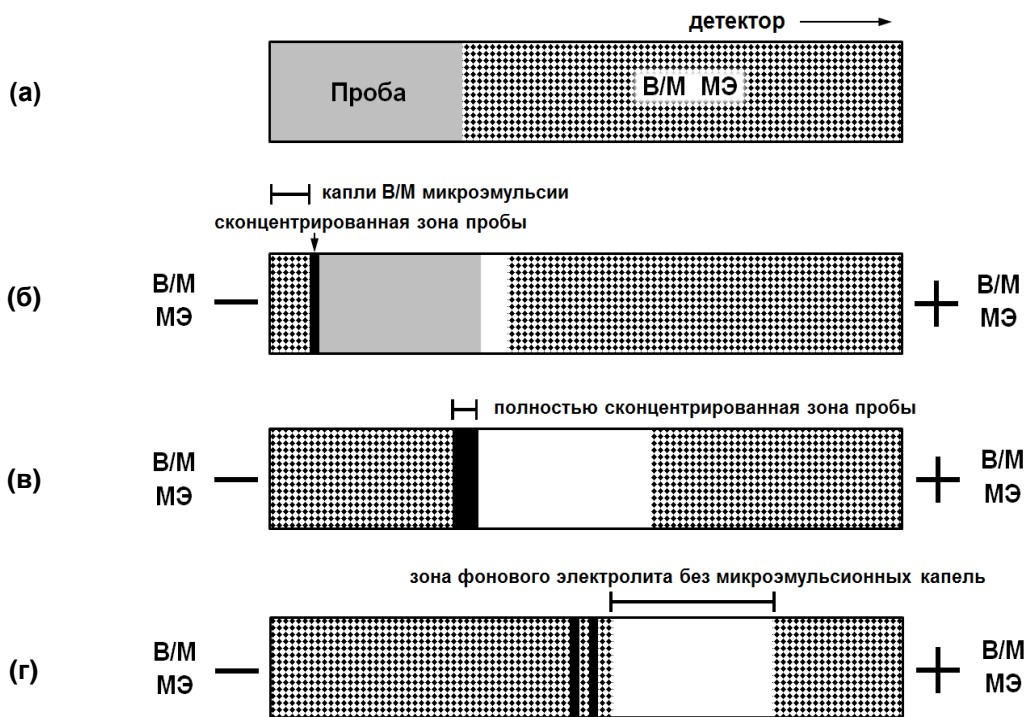 детектор
(а)
Проба
В/М МЭ
капли В/М микроэмульсии
сконцентрированная зона пробы
(б)
В/М
МЭ
В/М
МЭ
полностью сконцентрированная зона пробы
(в)
В/М
МЭ
В/М
МЭ
зона фонового электролита без микроэмульсионных капель
(г)
В/М
МЭ
В/М
МЭ